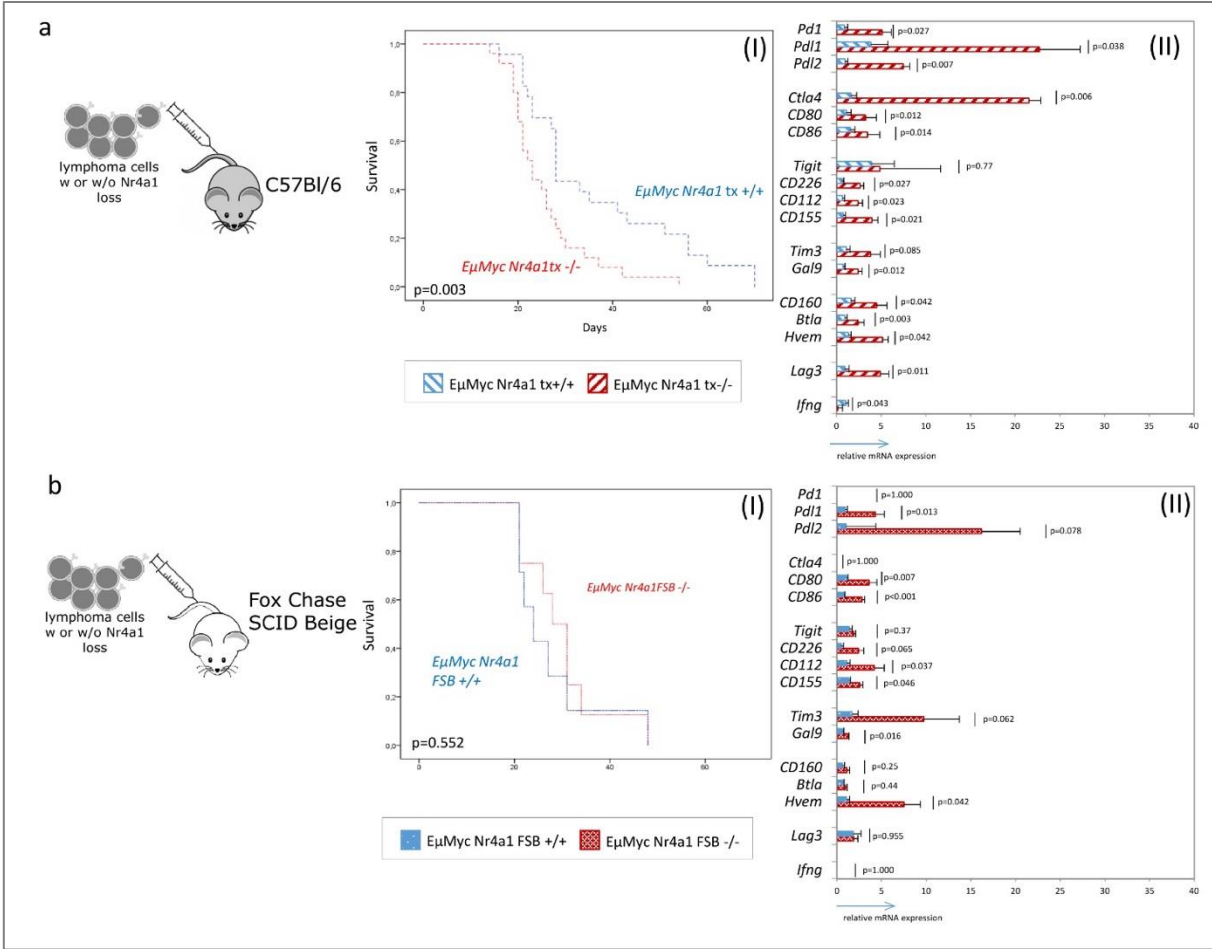 a
lymphoma cells
w or w/o Nr4a1
loss
C57Bl/6
(I)
Survival
1,0
0,8
0,6
0,4
0,2
0,0
EµMyc Nr4a1 tx +/+
EµMyc Nr4a1tx -/-
p=0.003
0
20
40
60
Days
EµMyc Nr4a1 tx+/+
EµMyc Nr4a1 tx-/-
(II)
Pd1 p=0.027
Pdl1 p=0.038
Pdl2 p=0.007
Ctla4 p=0.006
CD80 p=0.012
CD86 p=0.014
Tigit p=0.77
CD226 p=0.027
CD112 p=0.023
CD155 p=0.021
Tim3 p=0.085
Gal9 p=0.012
CD160 p=0.042
Btla p=0.003
Hvem p=0.042
Lag3 p=0.011
Ifng p=0.043
0 5 10 15 20 25 30 35 40
relative mRNA expression
b
lymphoma cells
w or w/o Nr4a1
loss
Fox Chase
SCID Beige
(I)
Survival
1,0
0,8
0,6
0,4
0,2
0,0
EµMyc Nr4a1FSB -/-
EµMyc Nr4a1
FSB +/+
p=0.552
0
20
40
60
EµMyc Nr4a1 FSB +/+
EµMyc Nr4a1 FSB -/-
(II)
Pd1 p=1.000
Pdl1 p=0.013
Pdl2 p=0.078
Ctla4 p=1.000
CD80 p=0.007
CD86 p<0.001
Tigit p=0.37
CD226 p=0.065
CD112 p=0.037
CD155 p=0.046
Tim3 p=0.062
Gal9 p=0.016
CD160 p=0.25
Btla p=0.44
Hvem p=0.042
Lag3 p=0.955
Ifng p=1.000
0 5 10 15 20 25 30 35 40
relative mRNA expression